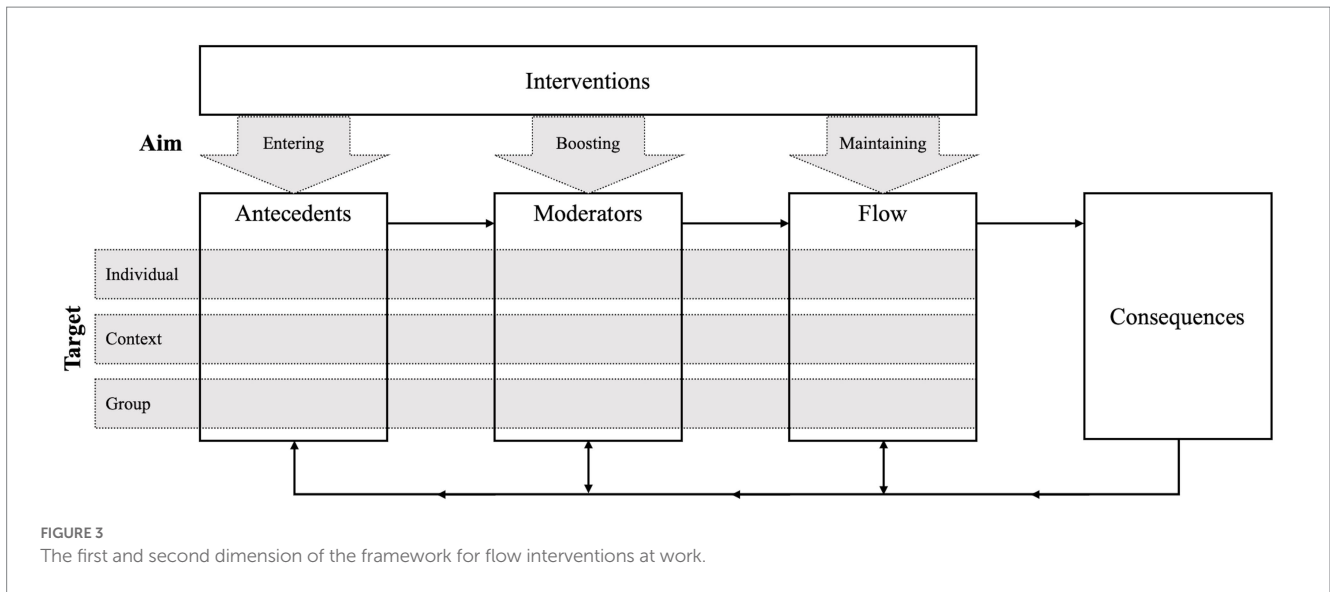 Interventions
Aim
Entering
Boosting
Maintaining
Antecedents
Moderators
Flow
Consequences
Target
Individual
Context
Group
FIGURE 3
The first and second dimension of the framework for flow interventions at work.